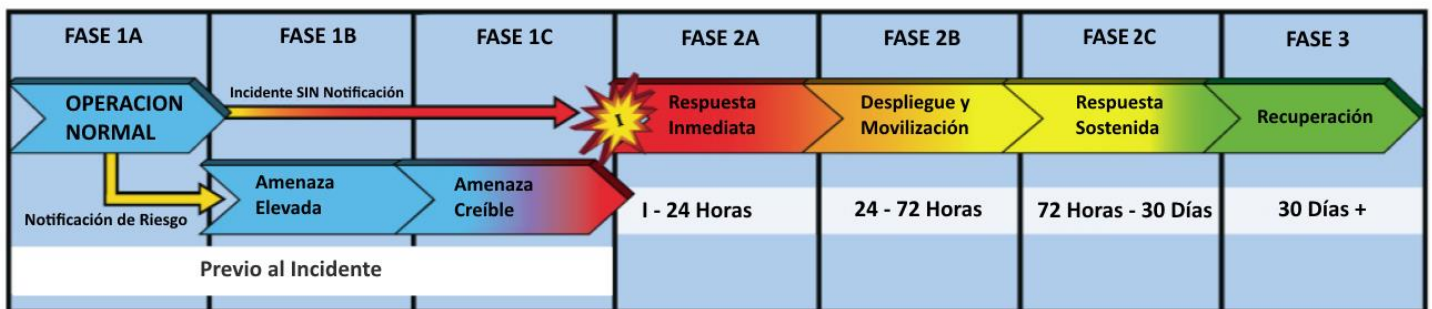 FASE 1A
FASE 1B
FASE 1C
FASE 2A
FASE 2B
FASE 2C
FASE 3
OPERACION
NORMAL
Incidente SIN Notificación
I
Respuesta
Inmediata
Despliegue y
Movilización
Respuesta
Sostenida
Recuperación
Notificación de Riesgo
Amenaza
Elevada
Amenaza
Creíble
I - 24 Horas
24 - 72 Horas
72 Horas - 30 Días
30 Días +
Previo al Incidente